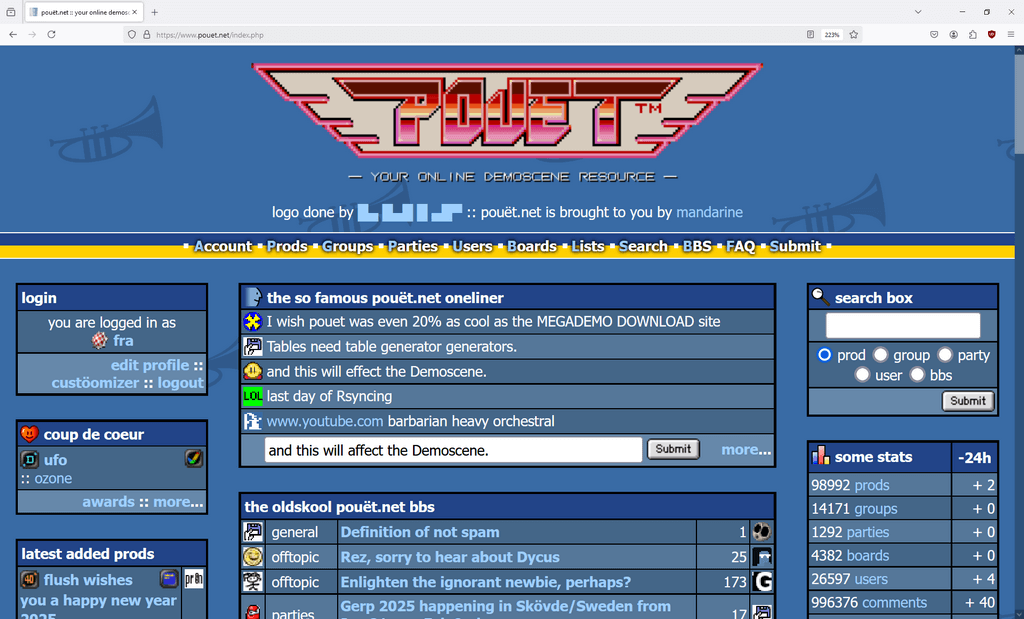 pouët.net :: your online demos
https://www.pouet.net/index.php
223%
POUET TM
— YOUR ONLINE DEMOSCENE RESOURCE —
logo done by :: pouët.net is brought to you by mandarine
Account Prods Groups Parties Users Boards Lists Search BBS FAQ Submit
login
you are logged in as
fra
edit profile ::
custöomizer :: logout
coup de coeur
ufo
:: ozone
awards :: more...
latest added prods
flush wishes
you a happy new year
2025
the so famous pouët.net oneliner
I wish pouet was even 20% as cool as the MEGADEMO DOWNLOAD site
Tables need table generator generators.
and this will effect the Demoscene.
LOL last day of Rsyncing
www.youtube.com barbarian heavy orchestral
and this will affect the Demoscene. Submit more...
the oldskool pouët.net bbs
general Definition of not spam 1
offtopic Rez, sorry to hear about Dycus 25
offtopic Enlighten the ignorant newbie, perhaps? 173 G
parties Gerp 2025 happening in Skövde/Sweden from 17
search box
prod group party
user bbs
Submit
some stats -24h
98992 prods + 2
14171 groups + 0
1292 parties + 0
4382 boards + 0
26597 users + 4
996376 comments + 40